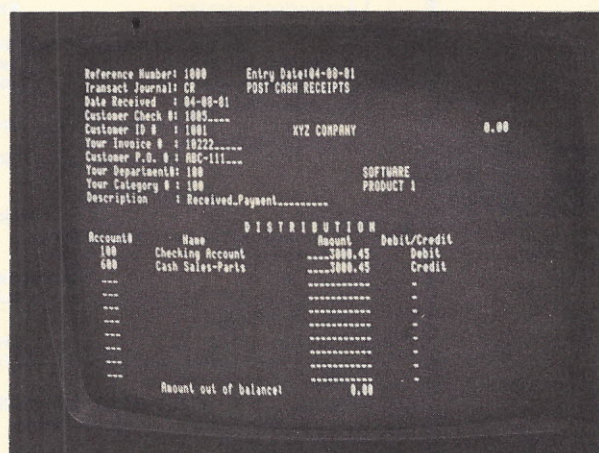 Reference Number: 1000 Entry Date:04-08-81
Transact Journal: CR POST CASH RECEIPTS
Date Received : 04-08-81
Customer Check #: 1005____
Customer ID # : 1001 XYZ COMPANY 0.00
Your Invoice # : 10222_____
Customer P.O. # : ABC-111___
Your Department#: 100 SOFTWARE
Your Category # : 100 PRODUCT 1
Description : Received_Payment_________
D I S T R I B U T I O N
Account# Name Amount Debit/Credit
100 Checking Account ____3000.45 Debit
600 Cash Sales-Parts ____3000.45 Credit
Amount out of balance: 0.00